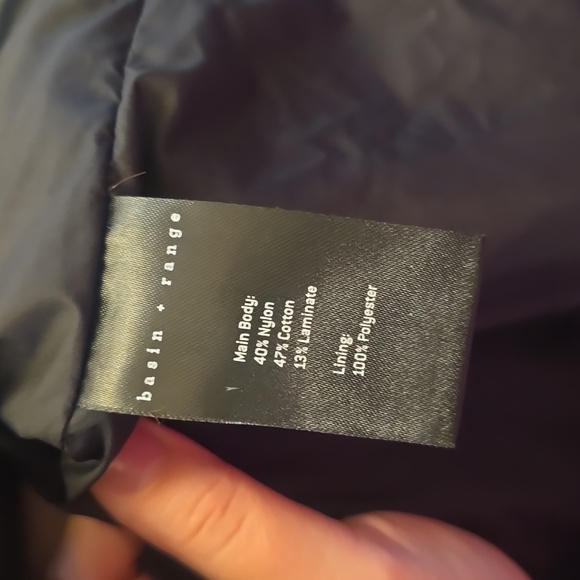 basin + range
Main Body:
40% Nylon
47% Cotton
13% Laminate
Lining:
100% Polyester